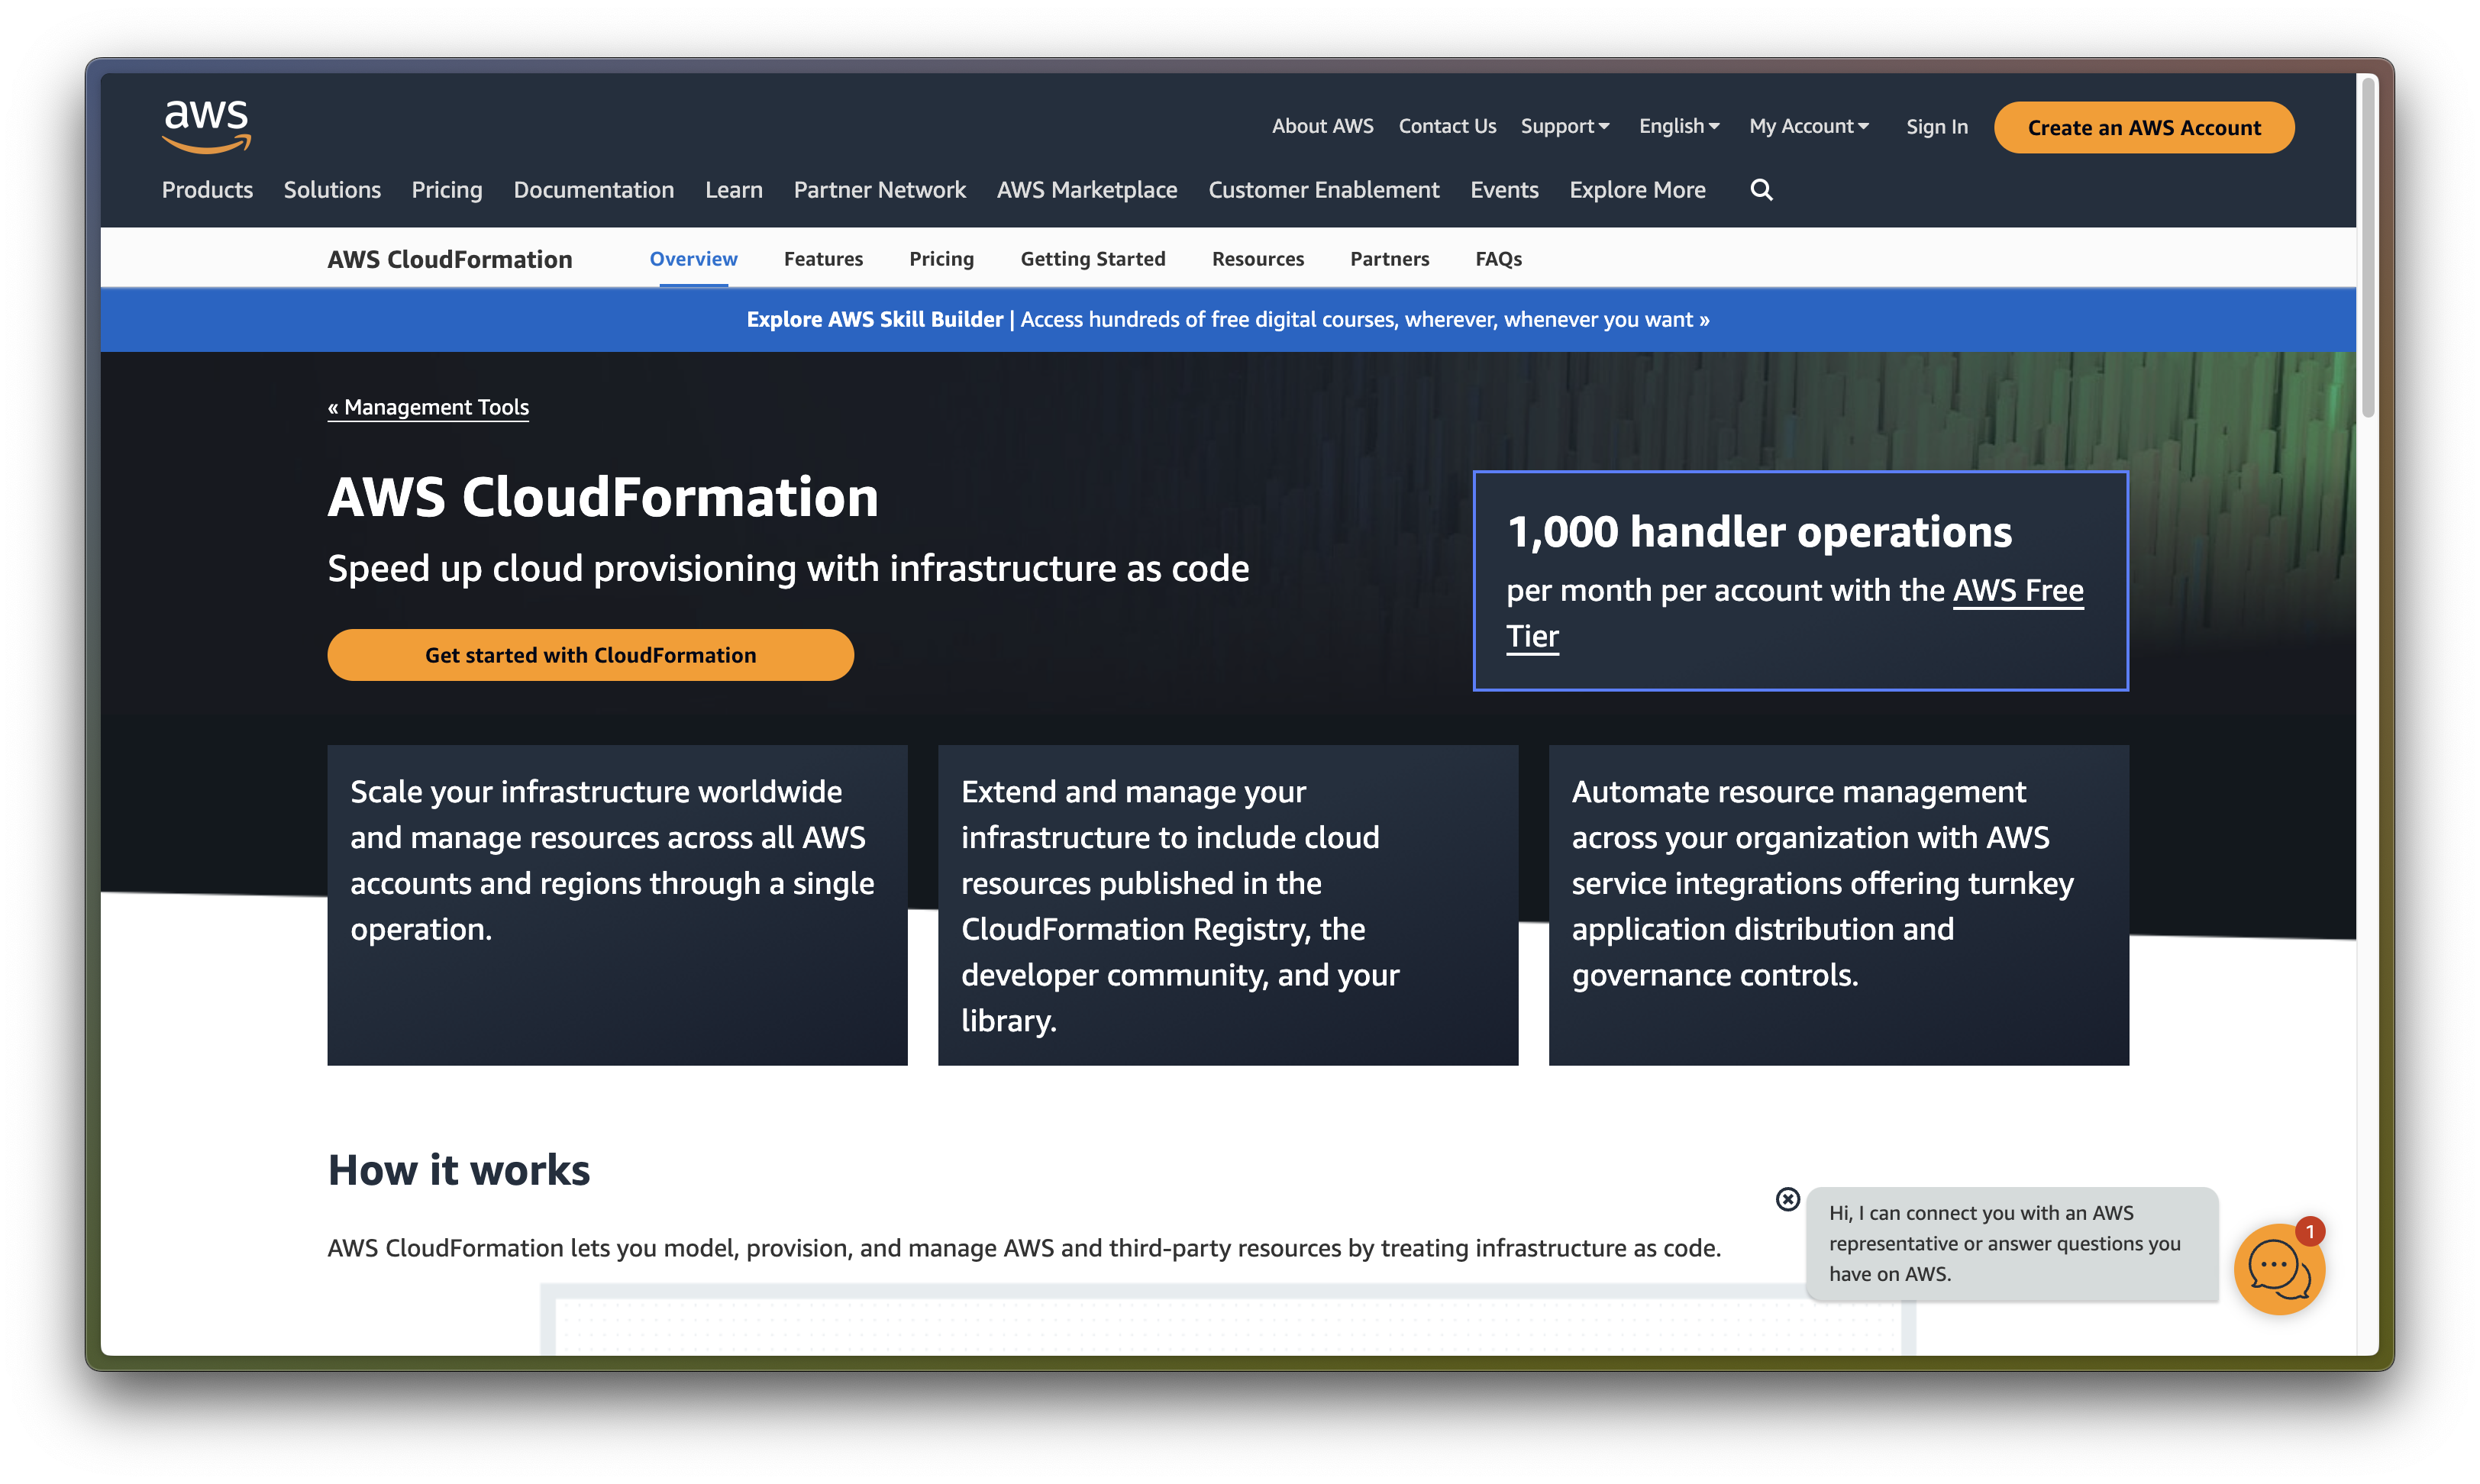 aws
About AWS Contact Us Support English My Account Sign In Create an AWS Account
Products Solutions Pricing Documentation Learn Partner Network AWS Marketplace Customer Enablement Events Explore More
AWS CloudFormation Overview Features Pricing Getting Started Resources Partners FAQs
Explore AWS Skill Builder | Access hundreds of free digital courses, wherever, whenever you want »
« Management Tools
AWS CloudFormation
Speed up cloud provisioning with infrastructure as code
Get started with CloudFormation
1,000 handler operations
per month per account with the AWS Free
Tier
Scale your infrastructure worldwide
and manage resources across all AWS
accounts and regions through a single
operation.
Extend and manage your
infrastructure to include cloud
resources published in the
CloudFormation Registry, the
developer community, and your
library.
Automate resource management
across your organization with AWS
service integrations offering turnkey
application distribution and
governance controls.
How it works
AWS CloudFormation lets you model, provision, and manage AWS and third-party resources by treating infrastructure as code.
Hi, I can connect you with an AWS
representative or answer questions you
have on AWS.
1